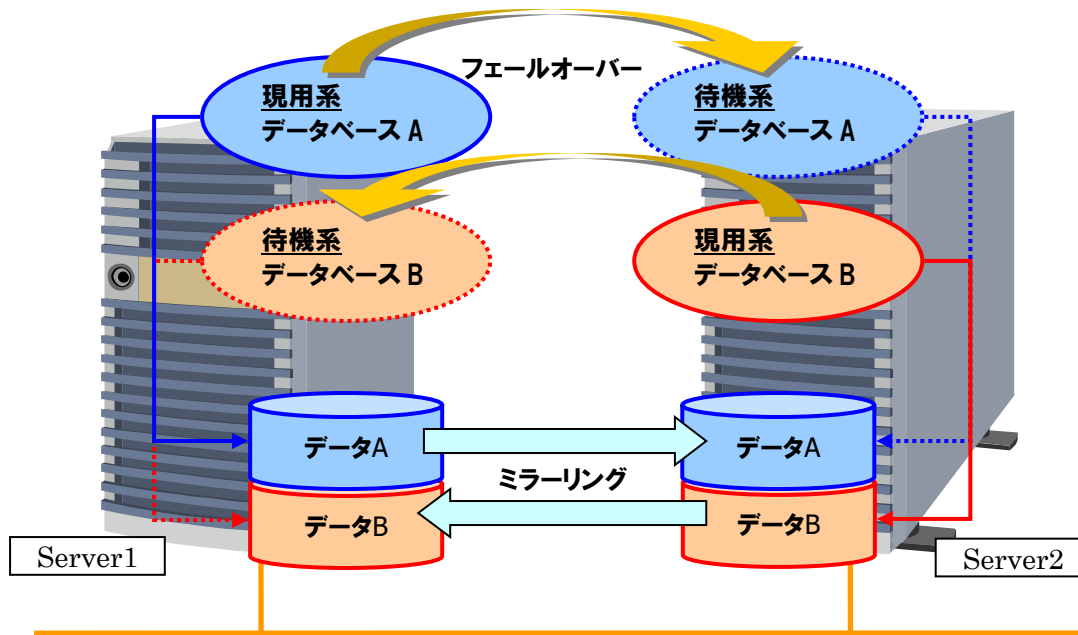 フェールオーバー
現用系
データベース A
待機系
データベース A
待機系
データベース B
現用系
データベース B
データA
データA
ミラーリング
データB
データB
Server1
Server2